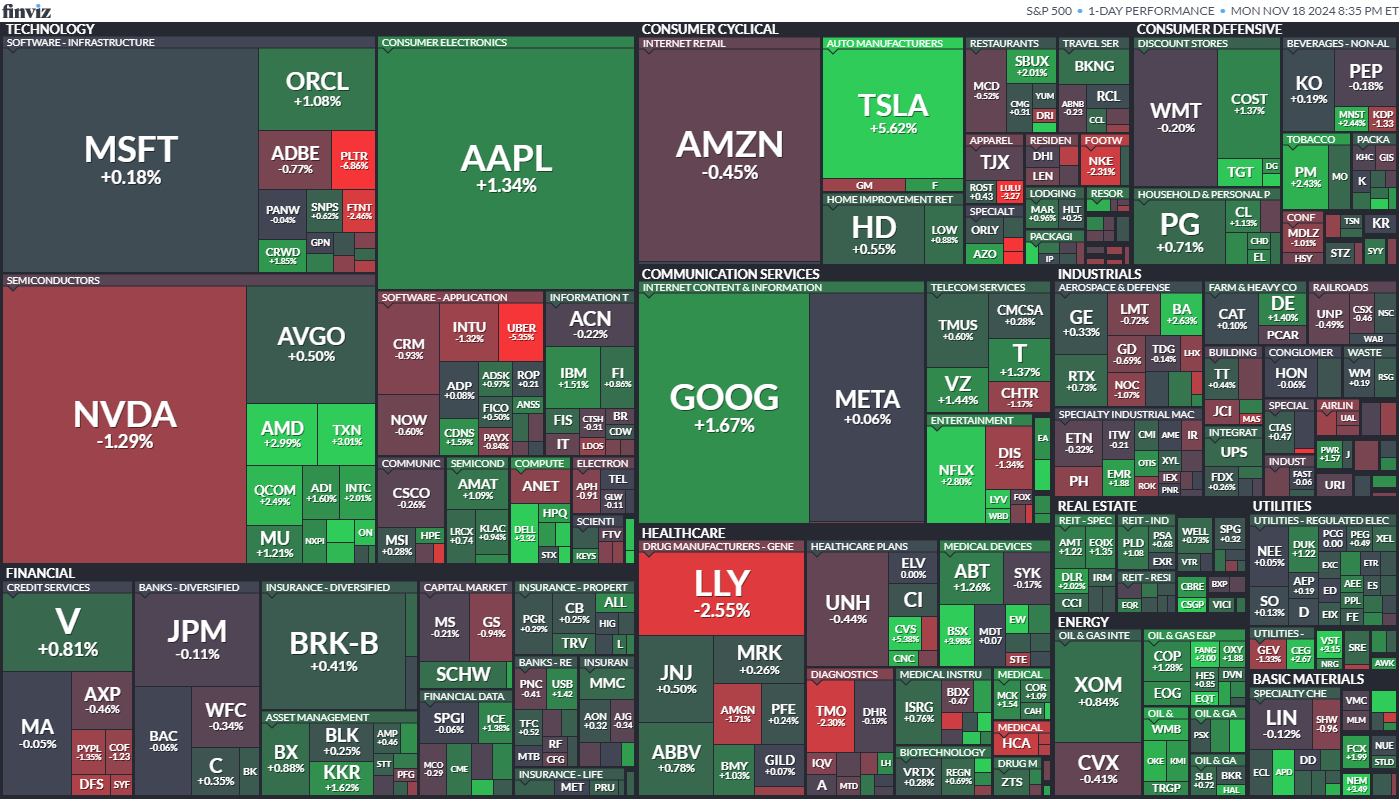 finviz
S&P 500 • 1-DAY PERFORMANCE • MON NOV 18 2024 8:35 PM ET
TECHNOLOGY
SOFTWARE - INFRASTRUCTURE
MSFT
+0.18%
ORCL
+1.08%
ADBE
-0.77%
PLTR
-6.86%
PANW
-0.04%
SNPS
+0.62%
FTNT
-2.46%
CRWD
+1.85%
GPN
CONSUMER ELECTRONICS
AAPL
+1.34%
SEMICONDUCTORS
NVDA
-1.29%
AVGO
+0.50%
AMD
+2.99%
TXN
+3.01%
QCOM
+2.49%
ADI
+1.60%
INTC
+2.01%
MU
+1.21%
NXPI
ON
SOFTWARE - APPLICATION
CRM
-0.93%
INTU
-1.32%
UBER
-5.35%
NOW
-0.60%
ADP
+0.08%
ADSK
+0.97%
ROP
+0.21
FICO
+0.50%
ANSS
CDNS
+1.59%
PAYX
-0.84%
INFORMATION T
ACN
-0.22%
IBM
+1.51%
FI
+0.86%
FIS
CTSH
-0.31
BR
CDW
IT
LDOS
COMMUNIC
CSCO
-0.26%
MSI
+0.28%
HPE
SEMICOND
AMAT
+1.09%
LRCX
+0.74
KLAC
+0.94%
COMPUTE
ANET
DELL
+3.32
HPQ
STX
ELECTRON
APH
-0.91
TEL
GLW
-0.11
SCIENTI
FTV
KEYS
CONSUMER CYCLICAL
INTERNET RETAIL
AMZN
-0.45%
AUTO MANUFACTURERS
TSLA
+5.62%
GM
F
HOME IMPROVEMENT RET
HD
+0.55%
LOW
+0.88%
RESTAURANTS
MCD
-0.52%
SBUX
+2.01%
CMG
+0.31
YUM
DRI
TRAVEL SER
BKNG
ABNB
-0.23
RCL
CCL
APPAREL
TJX
ROST
+0.43
LULU
-3.27
RESIDEN
DHI
LEN
FOOTW
NKE
-2.31%
LODGING
MAR
+0.96%
HLT
+0.25
RESOR
SPECIALT
ORLY
AZO
PACKAGI
IP
CONSUMER DEFENSIVE
DISCOUNT STORES
WMT
-0.20%
COST
+1.37%
TGT
DG
BEVERAGES - NON-AL
KO
+0.19%
PEP
-0.18%
MNST
+2.44%
KDP
-1.33
HOUSEHOLD & PERSONAL P
PG
+0.71%
CL
+1.13%
CHD
EL
TOBACCO
PM
+2.43%
MO
PACKA
KHC
GIS
K
CONF
MDLZ
-1.01%
HSY
TSN
KR
STZ
SYY
COMMUNICATION SERVICES
INTERNET CONTENT & INFORMATION
GOOG
+1.67%
META
+0.06%
TELECOM SERVICES
TMUS
+0.60%
CMCSA
+0.28%
T
+1.37%
VZ
+1.44%
CHTR
-1.17%
ENTERTAINMENT
NFLX
+2.80%
DIS
-1.34%
LYV
WBD
FOX
EA
INDUSTRIALS
AEROSPACE & DEFENSE
GE
+0.33%
LMT
-0.72%
BA
+2.63%
RTX
+0.73%
GD
-0.69%
TDG
-0.14%
LHX
NOC
-1.07%
FARM & HEAVY CO
CAT
+0.10%
DE
+1.40%
PCAR
RAILROADS
UNP
-0.49%
CSX
-0.46
NSC
WAB
BUILDING
TT
+0.44%
JCI
MAS
CONGLOMER
HON
-0.06%
WASTE
WM
+0.19
RSG
SPECIALTY INDUSTRIAL MAC
ETN
-0.32%
ITW
-0.21
CMI
AME
IR
PH
EMR
+1.88
OTIS
XYL
ROK
IEX
PNR
INTEGRAT
UPS
FDX
+0.26%
SPECIAL
CTAS
+0.47
AIRLIN
UAL
INDUST
FAST
-0.06
PWR
+1.57
J
URI
HEALTHCARE
DRUG MANUFACTURERS - GENE
LLY
-2.55%
JNJ
+0.50%
MRK
+0.26%
ABBV
+0.78%
AMGN
-1.71%
PFE
+0.24%
BMY
+1.03%
GILD
+0.07%
HEALTHCARE PLANS
UNH
-0.44%
ELV
0.00%
CI
CVS
+5.38%
CNC
MEDICAL DEVICES
ABT
+1.26%
SYK
-0.17%
BSX
+3.98%
MDT
+0.07
EW
STE
DIAGNOSTICS
TMO
-2.30%
DHR
-0.19%
IQV
LH
A
MTD
MEDICAL INSTRU
ISRG
+0.76%
BDX
-0.47
BIOTECHNOLOGY
VRTX
+0.28%
REGN
+0.69%
MEDICAL
MCK
+1.54
COR
+1.09
CAH
MEDICAL
HCA
DRUG M
ZTS
REAL ESTATE
REIT - SPEC
AMT
+1.22
EQIX
+1.35%
DLR
+2.02%
IRM
CCI
REIT - IND
PLD
+1.08
PSA
+0.68
EXR
REIT - RESI
EQR
WELL
+0.73%
VTR
SPG
+0.32
CBRE
BXP
CSGP
VICI
UTILITIES
UTILITIES - REGULATED ELEC
NEE
+0.05%
DUK
+1.22
PCG
0.00
PEG
+0.49
XEL
EXC
ETR
SO
+0.13%
AEP
+0.19
ED
AEE
ES
D
PPL
EIX
FE
UTILITIES -
GEV
-1.33%
CEG
+2.67
VST
+3.15
NRG
SRE
AWK
ENERGY
OIL & GAS INTE
XOM
+0.84%
CVX
-0.41%
OIL & GAS E&P
COP
+1.28%
FANG
+3.00
OXY
+1.88
EOG
HES
+0.85
DVN
EQT
OIL &
WMB
OKE
KMI
TRGP
OIL & GA
PSX
OIL & GA
SLB
+0.72
BKR
HAL
BASIC MATERIALS
SPECIALTY CHE
LIN
-0.12%
SHW
-0.96
ECL
APD
DD
VMC
MLM
FCX
+1.99
NUE
STLD
NEM
+3.49
FINANCIAL
CREDIT SERVICES
V
+0.81%
MA
-0.05%
AXP
-0.46%
PYPL
-1.35%
COF
-1.23
DFS
SYF
BANKS - DIVERSIFIED
JPM
-0.11%
BAC
-0.06%
WFC
-0.34%
C
+0.35%
BK
INSURANCE - DIVERSIFIED
BRK-B
+0.41%
ASSET MANAGEMENT
BX
+0.88%
BLK
+0.25%
KKR
+1.62%
AMP
+0.46
STT
PFG
CAPITAL MARKET
MS
-0.21%
GS
-0.94%
SCHW
FINANCIAL DATA
SPGI
-0.06%
ICE
+1.38%
MCO
-0.29
CME
INSURANCE - PROPERT
PGR
+0.29%
CB
+0.25%
ALL
HIG
TRV
L
BANKS - RE
PNC
-0.41
USB
+1.42
TFC
+0.52
RF
MTB
CFG
INSURAN
MMC
AON
+0.32
AJG
-0.34
INSURANCE - LIFE
MET
PRU